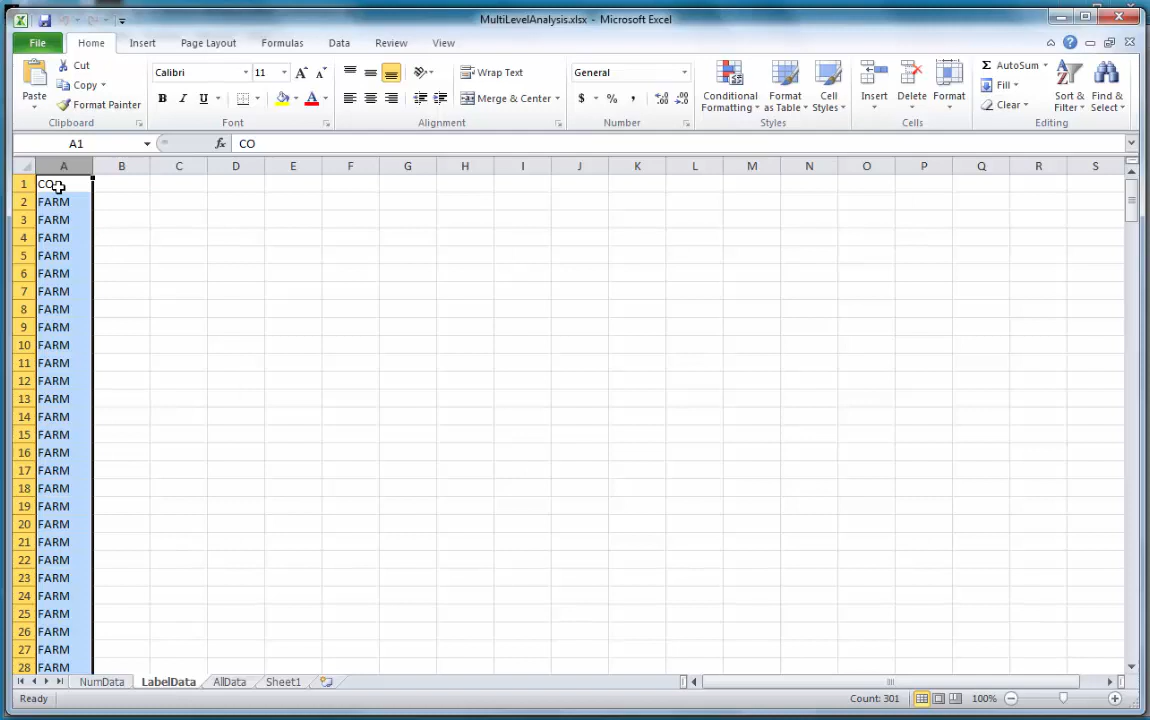 MultiLevelAnalysis.xlsx - Microsoft Excel
File Home Insert Page Layout Formulas Data Review View
Paste Cut Copy Format Painter Clipboard
Calibri 11 A A B I U A Font
Wrap Text Merge & Center Alignment
General $ % , .0 .00 .00 .0 Number
Conditional Formatting Format as Table Cell Styles Styles
Insert Delete Format Cells
Σ AutoSum Fill Clear Sort & Filter Find & Select Editing
A1 fx CO
A B C D E F G H I J K L M N O P Q R S
1 CO
2 FARM
3 FARM
4 FARM
5 FARM
6 FARM
7 FARM
8 FARM
9 FARM
10 FARM
11 FARM
12 FARM
13 FARM
14 FARM
15 FARM
16 FARM
17 FARM
18 FARM
19 FARM
20 FARM
21 FARM
22 FARM
23 FARM
24 FARM
25 FARM
26 FARM
27 FARM
28 FARM
NumData LabelData AllData Sheet1
Ready Count: 301 100%